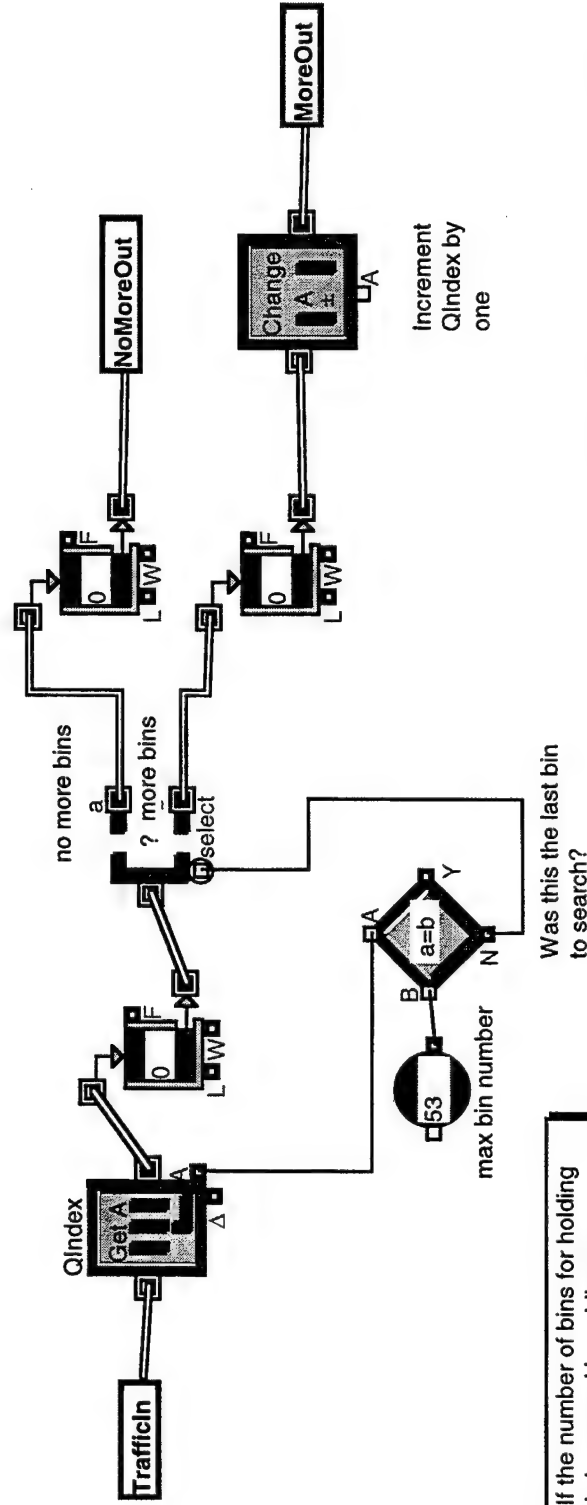 TrafficIn
QIndex
Get A
A
Δ
0
F
L W
no more bins
a
?
more bins
select
0
F
L W
NoMoreOut
0
F
L W
Change
A
±
A
MoreOut
Increment
QIndex by
one
53
max bin number
B
A
a=b
Y
N
Was this the last bin
to search?
If the number of bins for holding